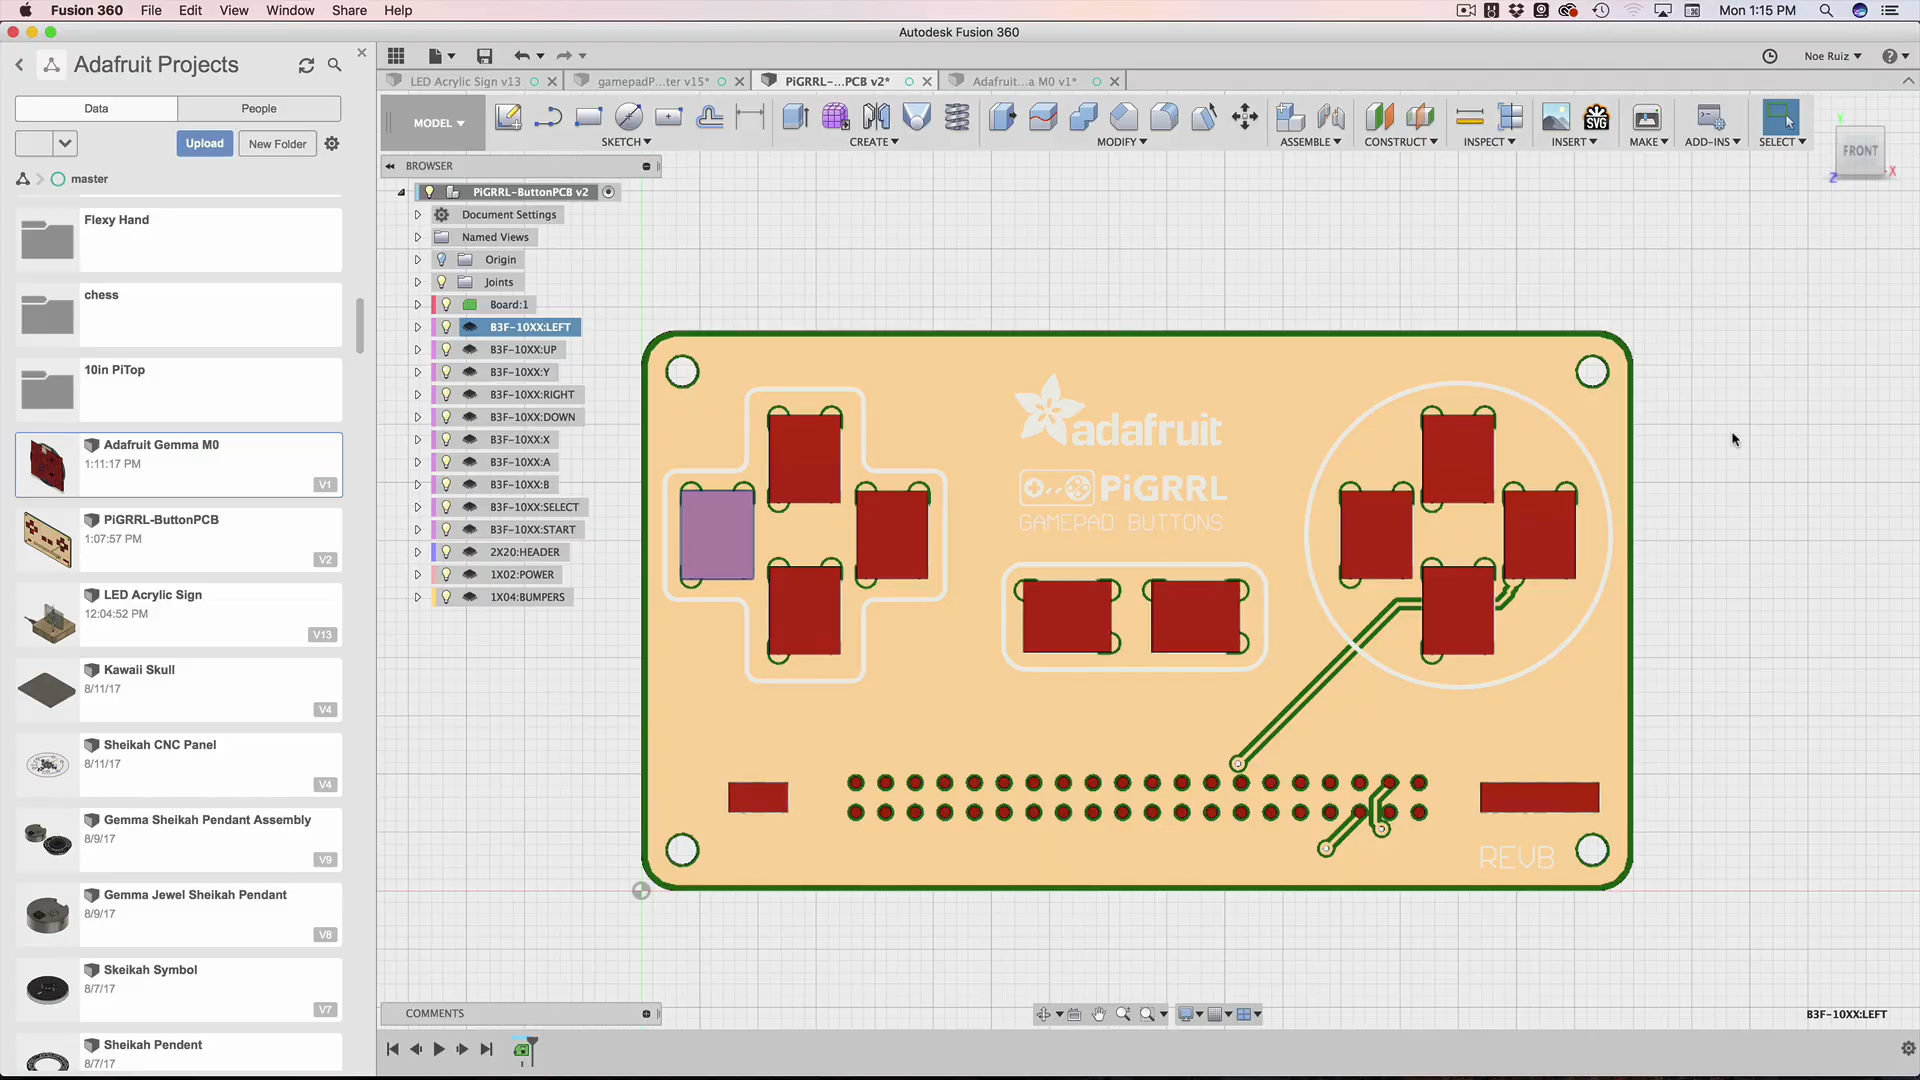 Fusion 360 File Edit View Window Share Help
Mon 1:15 PM
Autodesk Fusion 360
Adafruit Projects
Noe Ruiz
LED Acrylic Sign v13
gamepadP...ter v15*
PiGRRL-...PCB v2*
Adafruit...a M0 v1*
Data People
MODEL
SKETCH
CREATE
MODIFY
ASSEMBLE
CONSTRUCT
INSPECT
INSERT
SVG
MAKE
ADD-INS
SELECT
Y
FRONT
X
Z
Upload New Folder
master
BROWSER
PiGRRL-ButtonPCB v2
Document Settings
Named Views
Origin
Joints
Board:1
B3F-10XX:LEFT
B3F-10XX:UP
B3F-10XX:Y
B3F-10XX:RIGHT
B3F-10XX:DOWN
B3F-10XX:X
B3F-10XX:A
B3F-10XX:B
B3F-10XX:SELECT
B3F-10XX:START
2X20:HEADER
1X02:POWER
1X04:BUMPERS
Flexy Hand
chess
10in PiTop
Adafruit Gemma M0
1:11:17 PM
V1
PiGRRL-ButtonPCB
1:07:57 PM
V2
LED Acrylic Sign
12:04:52 PM
V13
Kawaii Skull
8/11/17
V4
Sheikah CNC Panel
8/11/17
V4
Gemma Sheikah Pendant Assembly
8/9/17
V9
Gemma Jewel Sheikah Pendant
8/9/17
V8
Skeikah Symbol
8/7/17
V7
Sheikah Pendent
8/7/17
adafruit
PiGRRL
GAMEPAD BUTTONS
REVB
COMMENTS
B3F-10XX:LEFT